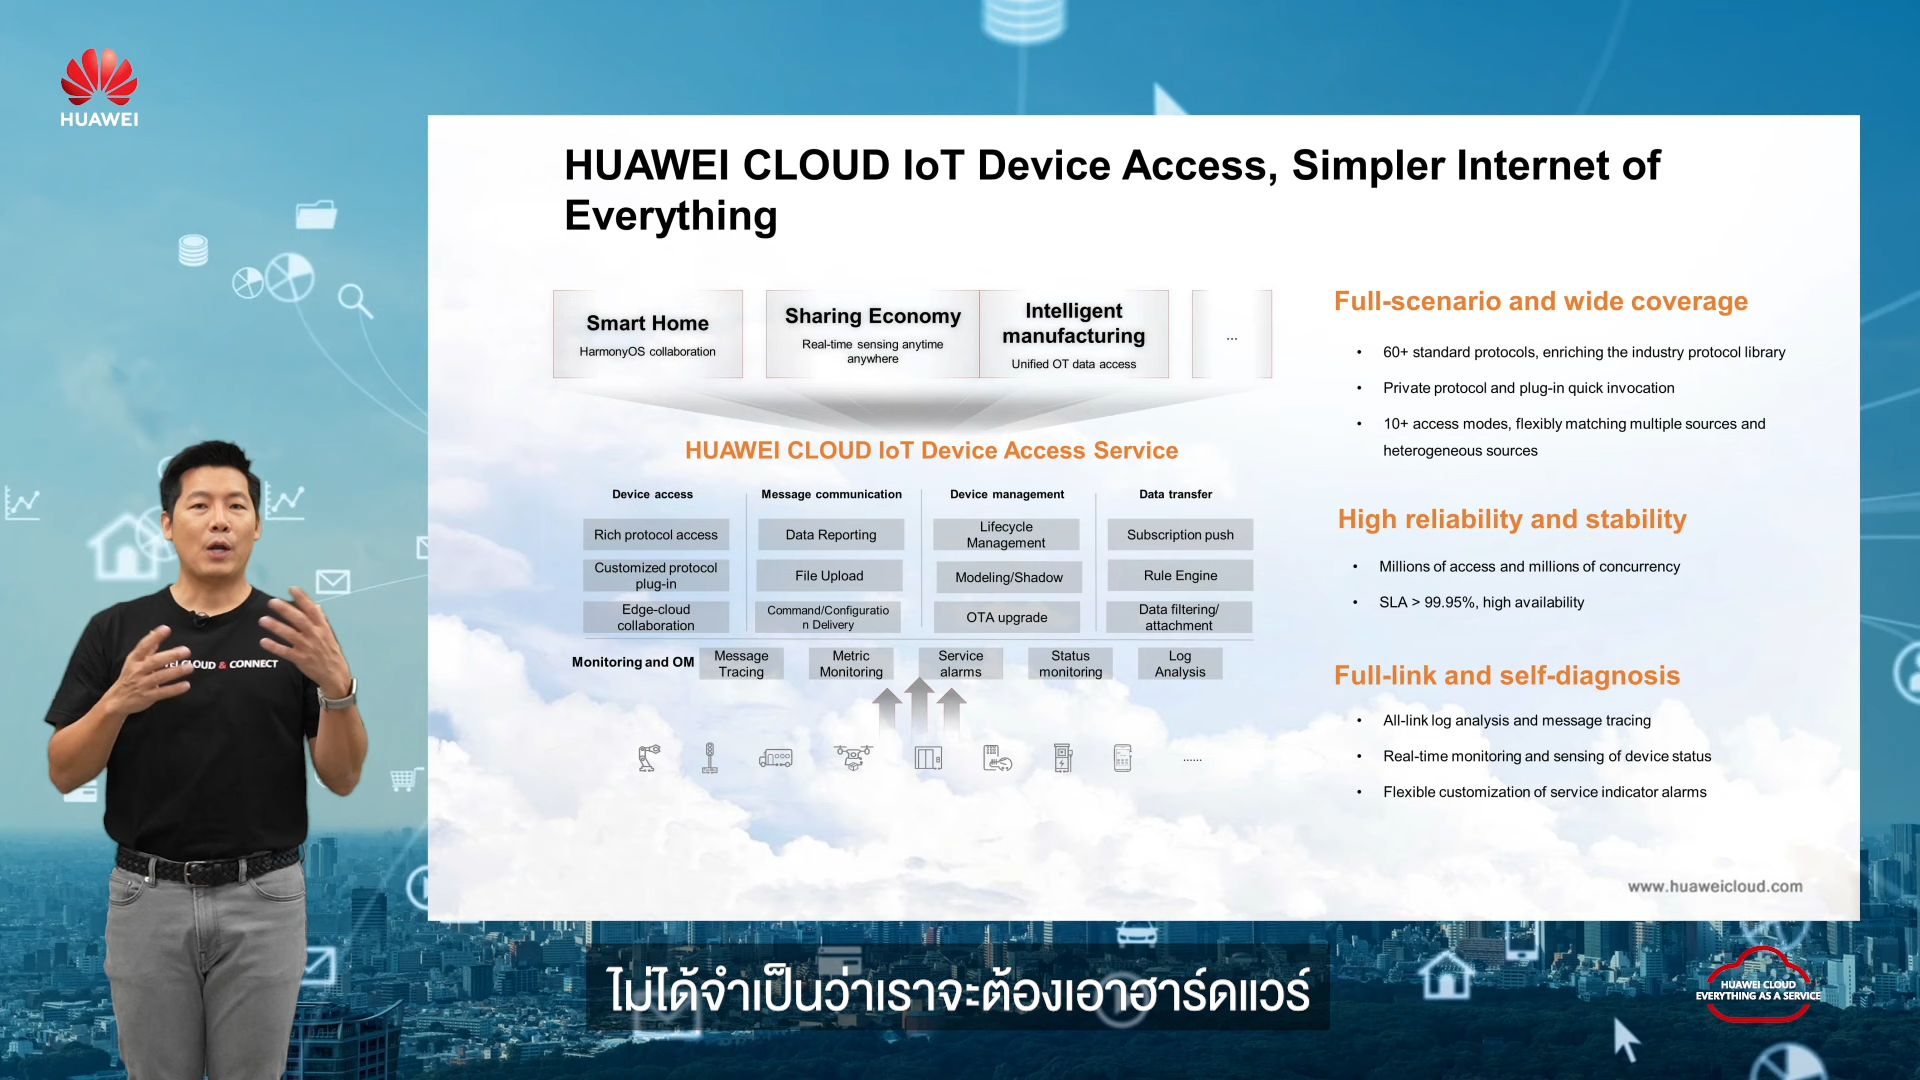 HUAWEI
HUAWEI CLOUD IoT Device Access, Simpler Internet of
Everything
Smart Home
HarmonyOS collaboration
Sharing Economy
Real-time sensing anytime
anywhere
Intelligent
manufacturing
Unified OT data access
...
HUAWEI CLOUD IoT Device Access Service
Device access
Rich protocol access
Customized protocol
plug-in
Edge-cloud
collaboration
Message communication
Data Reporting
File Upload
Command/Configuratio
n Delivery
Device management
Lifecycle
Management
Modeling/Shadow
OTA upgrade
Data transfer
Subscription push
Rule Engine
Data filtering/
attachment
Monitoring and OM
Message
Tracing
Metric
Monitoring
Service
alarms
Status
monitoring
Log
Analysis
......
Full-scenario and wide coverage
• 60+ standard protocols, enriching the industry protocol library
• Private protocol and plug-in quick invocation
• 10+ access modes, flexibly matching multiple sources and
heterogeneous sources
High reliability and stability
• Millions of access and millions of concurrency
• SLA > 99.95%, high availability
Full-link and self-diagnosis
• All-link log analysis and message tracing
• Real-time monitoring and sensing of device status
• Flexible customization of service indicator alarms
www.huaweicloud.com
CLOUD & CONNECT
ไม่ได้จำเป็นว่าเราจะต้องเอาฮาร์ดแวร์
HUAWEI CLOUD
EVERYTHING AS A SERVICE